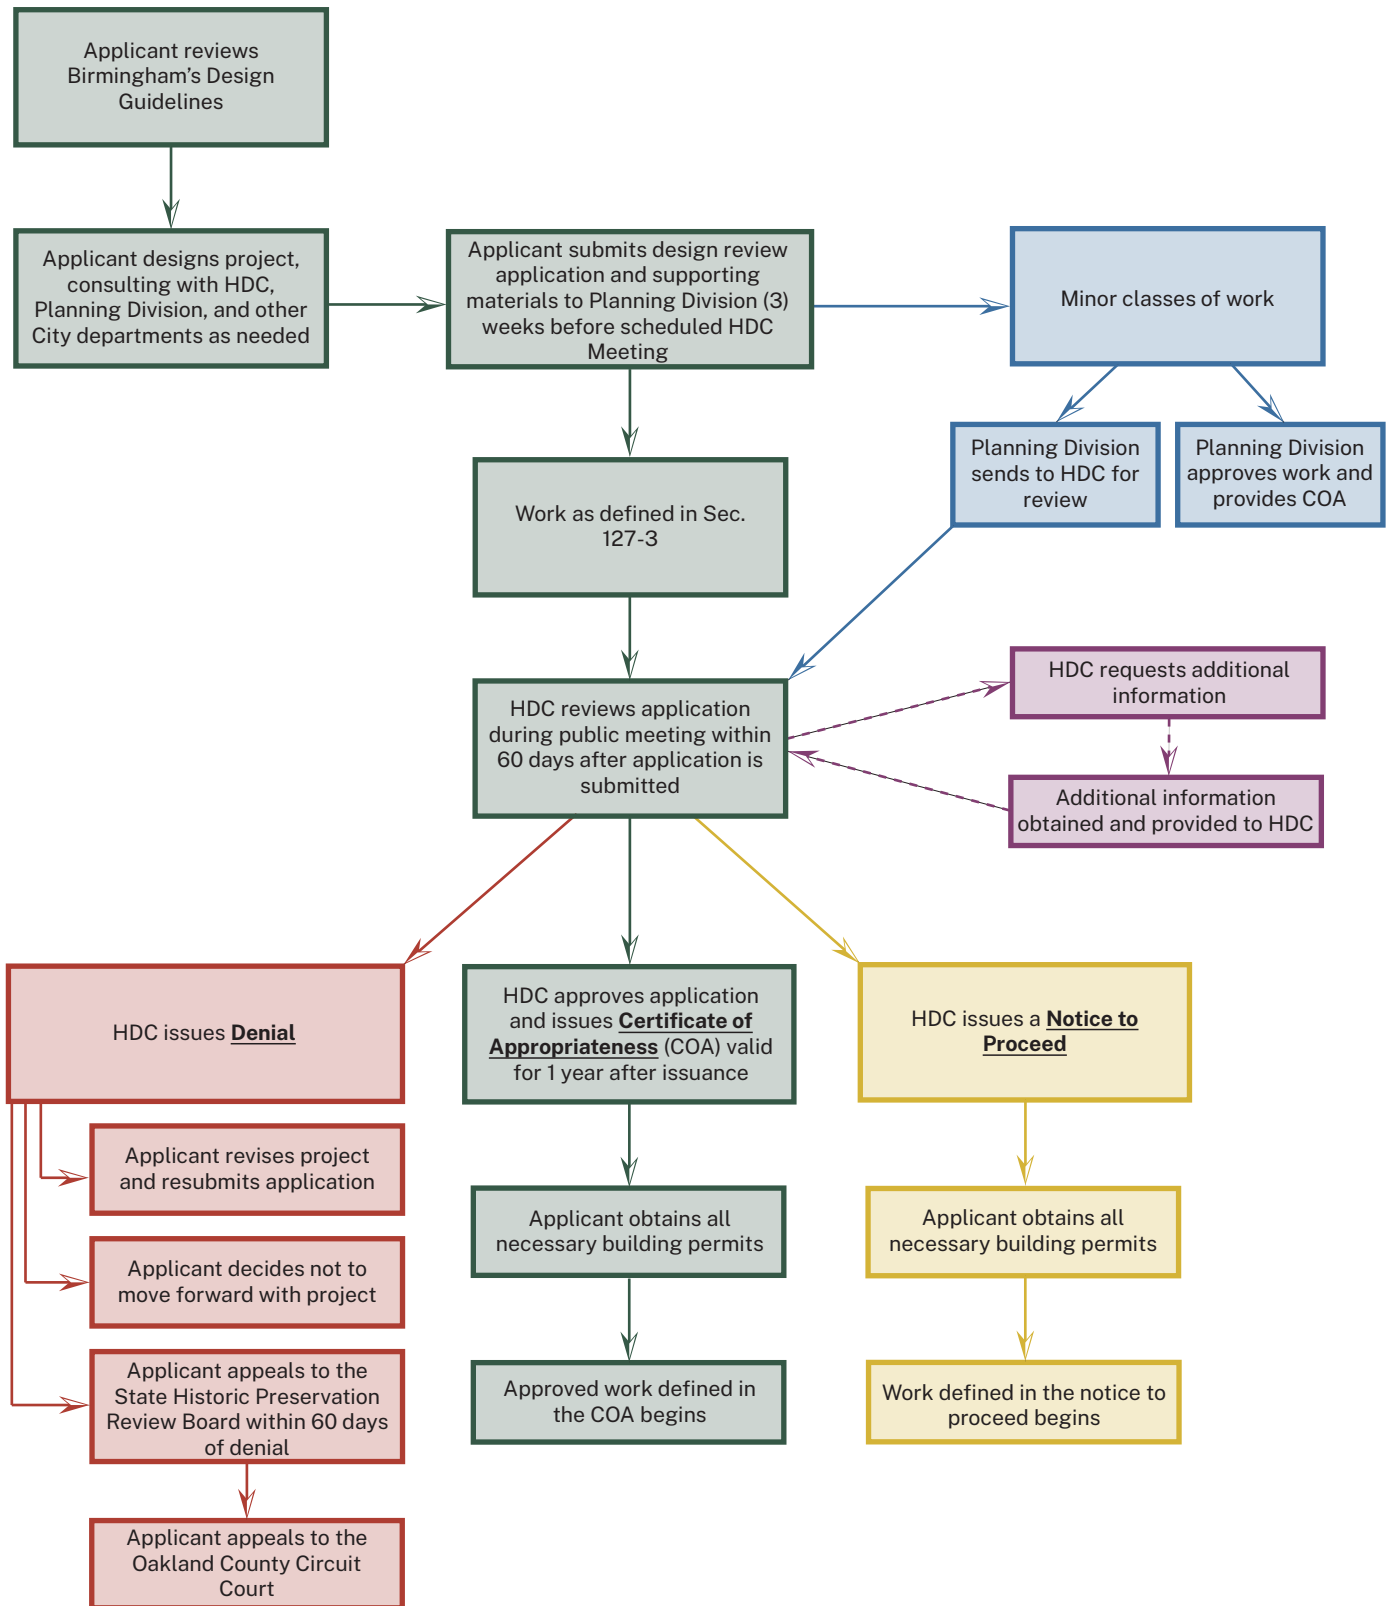 Applicant reviews
Birmingham's Design
Guidelines
Applicant designs project,
consulting with HDC,
Planning Division, and other
City departments as needed
Applicant submits design review
application and supporting
materials to Planning Division (3)
weeks before scheduled HDC
Meeting
Minor classes of work
Planning Division
sends to HDC for
review
Planning Division
approves work and
provides COA
Work as defined in Sec.
127-3
HDC reviews application
during public meeting within
60 days after application is
submitted
HDC requests additional
information
Additional information
obtained and provided to HDC
HDC issues Denial
HDC approves application
and issues Certificate of
Appropriateness (COA) valid
for 1 year after issuance
HDC issues a Notice to
Proceed
Applicant revises project
and resubmits application
Applicant decides not to
move forward with project
Applicant appeals to the
State Historic Preservation
Review Board within 60 days
of denial
Applicant appeals to the
Oakland County Circuit
Court
Applicant obtains all
necessary building permits
Approved work defined in
the COA begins
Applicant obtains all
necessary building permits
Work defined in the notice to
proceed begins